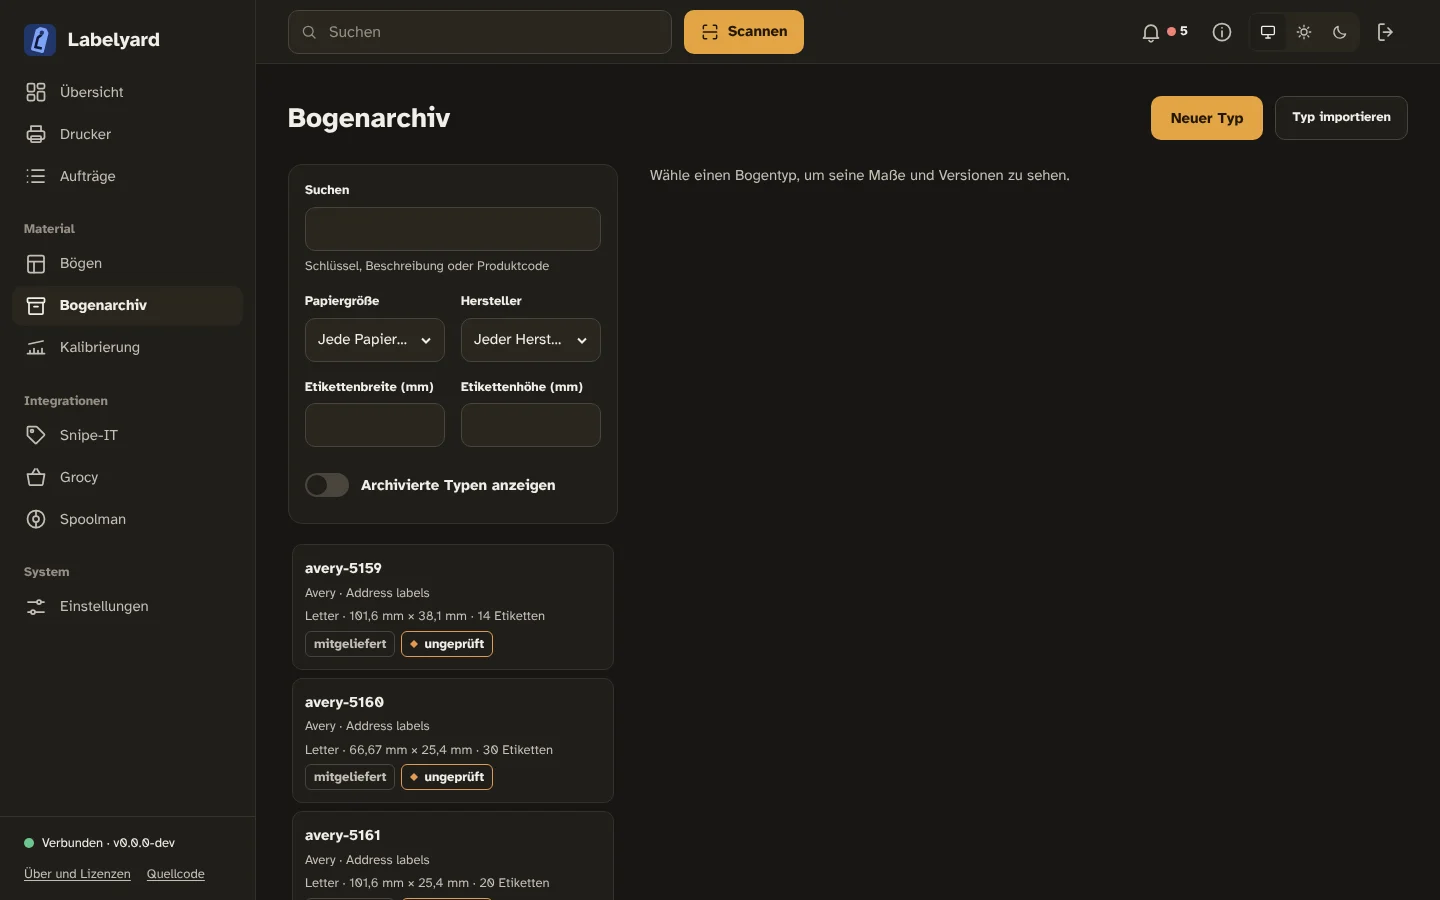 Labelyard
Suchen
Scannen
5
Übersicht
Drucker
Aufträge
Material
Bögen
Bogenarchiv
Kalibrierung
Integrationen
Snipe-IT
Grocy
Spoolman
System
Einstellungen
Verbunden · v0.0.0-dev
Über und Lizenzen
Quellcode
Bogenarchiv
Neuer Typ
Typ importieren
Suchen
Schlüssel, Beschreibung oder Produktcode
Papiergröße
Hersteller
Jede Papier...
Jeder Herst...
Etikettenbreite (mm)
Etikettenhöhe (mm)
Archivierte Typen anzeigen
avery-5159
Avery · Address labels
Letter · 101,6 mm × 38,1 mm · 14 Etiketten
mitgeliefert
ungeprüft
avery-5160
Avery · Address labels
Letter · 66,67 mm × 25,4 mm · 30 Etiketten
mitgeliefert
ungeprüft
avery-5161
Avery · Address labels
Letter · 101,6 mm × 25,4 mm · 20 Etiketten
Wähle einen Bogentyp, um seine Maße und Versionen zu sehen.